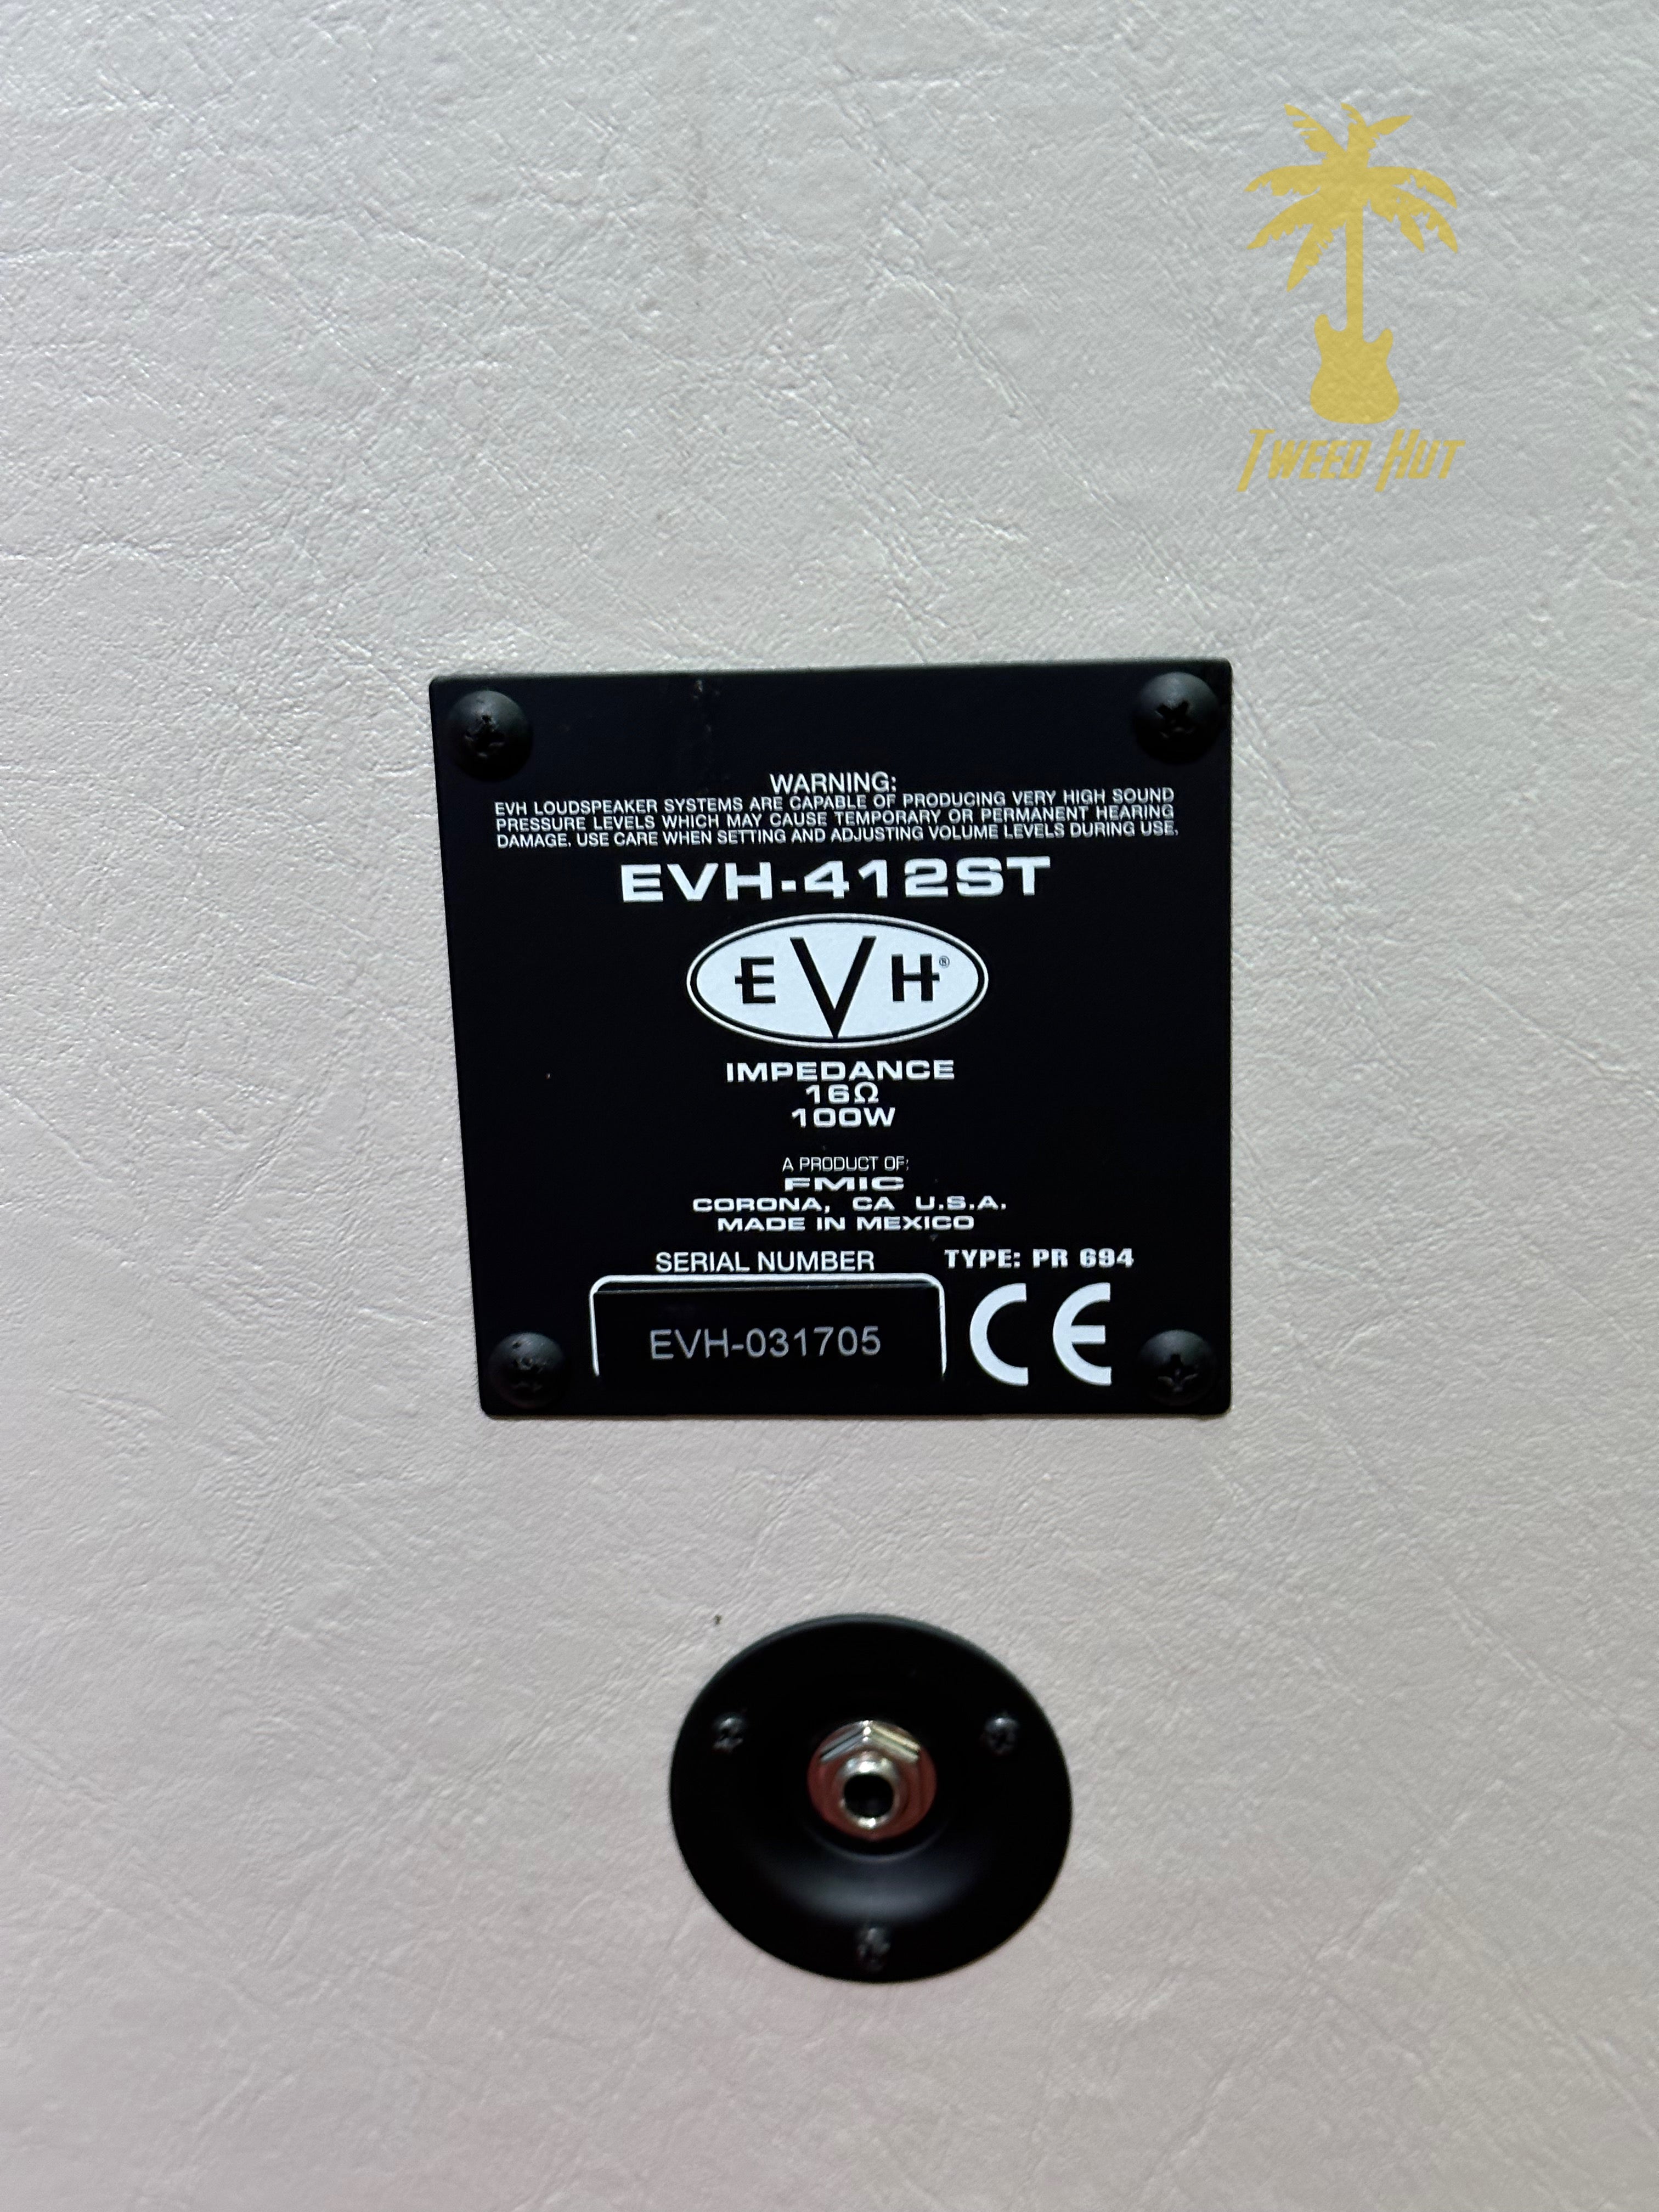 Tweed Hut
WARNING:
EVH LOUDSPEAKER SYSTEMS ARE CAPABLE OF PRODUCING VERY HIGH SOUND
PRESSURE LEVELS WHICH MAY CAUSE TEMPORARY OR PERMANENT HEARING
DAMAGE. USE CARE WHEN SETTING AND ADJUSTING VOLUME LEVELS DURING USE.
EVH-412ST
EVH®
IMPEDANCE
16Ω
100W
A PRODUCT OF:
FMIC
CORONA, CA U.S.A.
MADE IN MEXICO
SERIAL NUMBER TYPE: PR 694
EVH-031705 CE